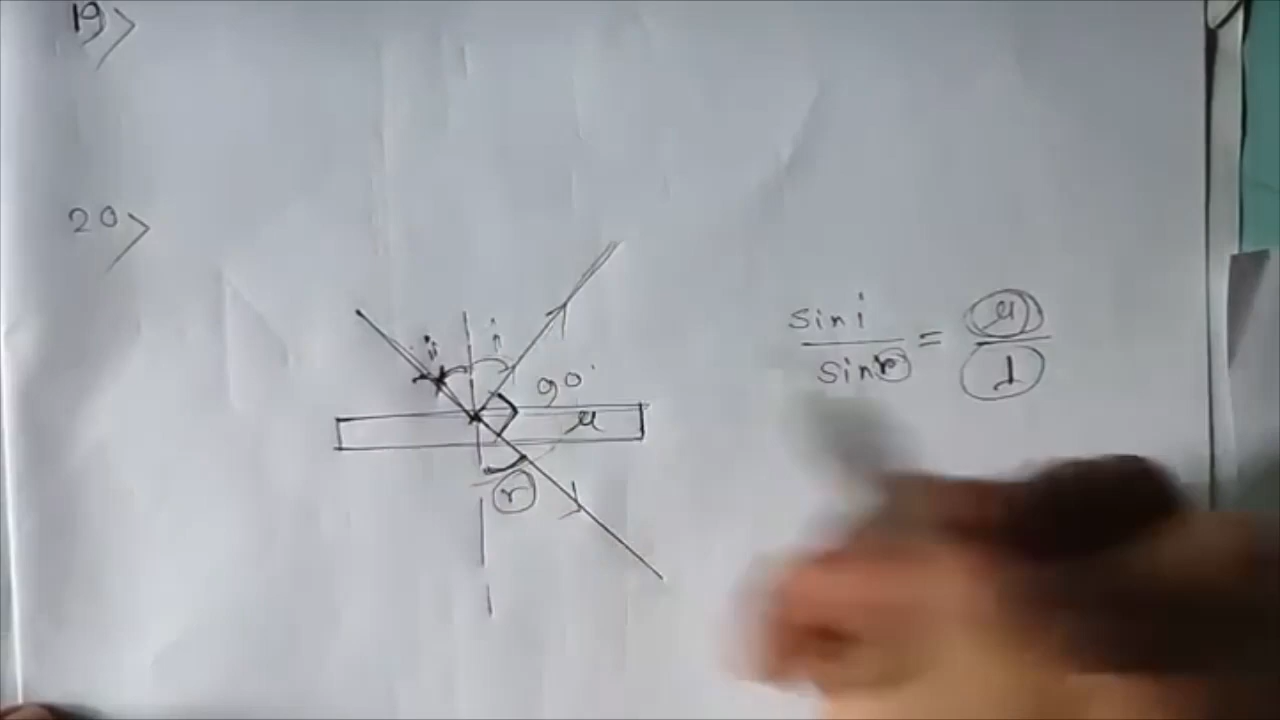 19>
20>
i i
90°
μ
r
sin i / sin r = μ / 1